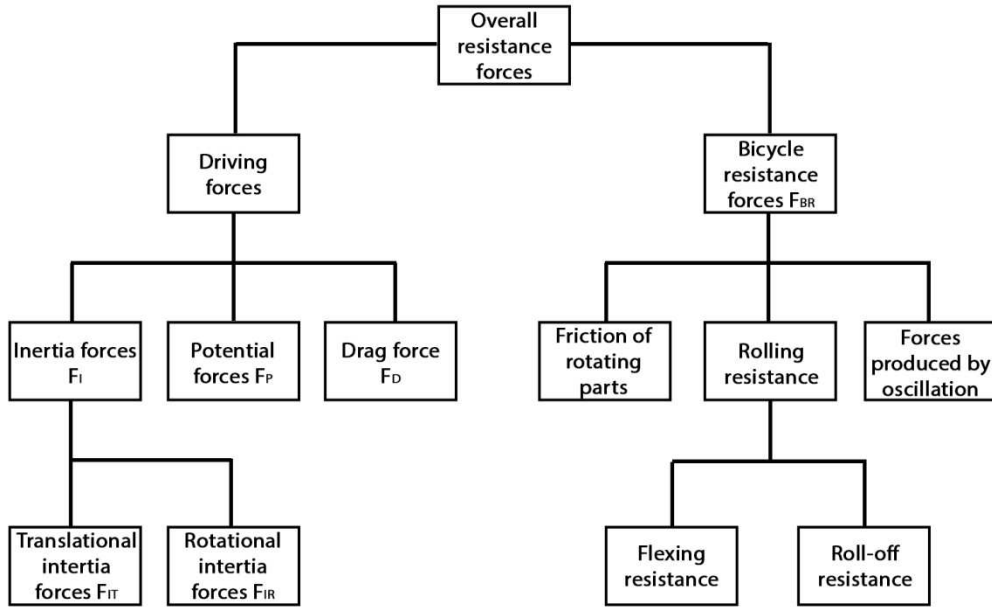 Overall
resistance
forces
Driving
forces
Bicycle
resistance
forces FBR
Inertia forces
FI
Potential
forces FP
Drag force
FD
Friction of
rotating
parts
Rolling
resistance
Forces
produced by
oscillation
Translational
intertia
forces FIT
Rotational
intertia
forces FIR
Flexing
resistance
Roll-off
resistance